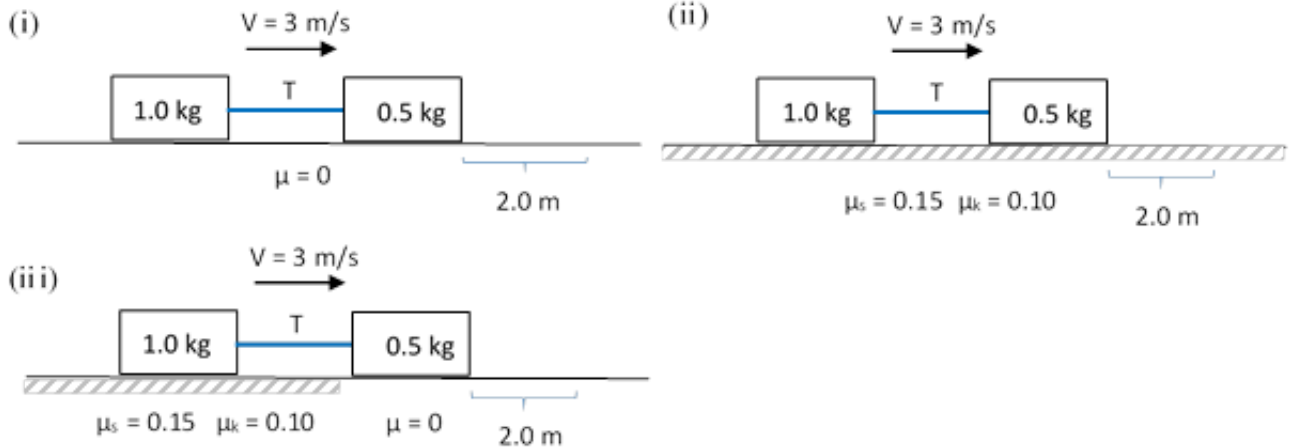 (i)
V = 3 m/s
1.0 kg
T
0.5 kg
μ = 0
2.0 m
(ii)
V = 3 m/s
1.0 kg
T
0.5 kg
μs = 0.15 μk = 0.10
2.0 m
(iii)
V = 3 m/s
1.0 kg
T
0.5 kg
μs = 0.15 μk = 0.10 μ = 0
2.0 m